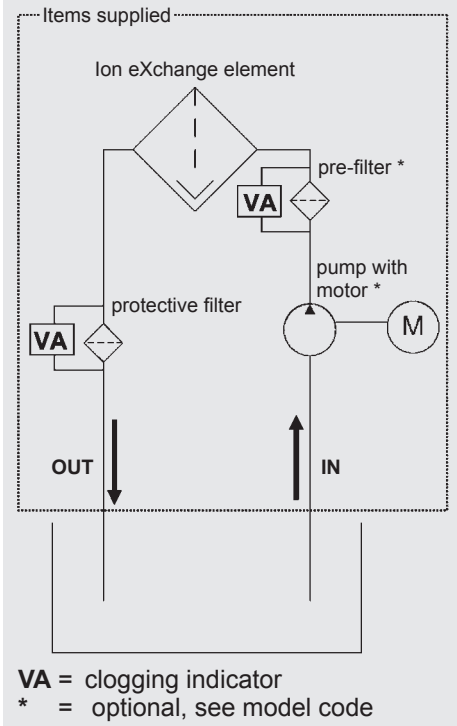 Items supplied
Ion eXchange element
pre-filter *
VA
pump with
motor *
M
protective filter
VA
OUT
IN
VA = clogging indicator
* = optional, see model code